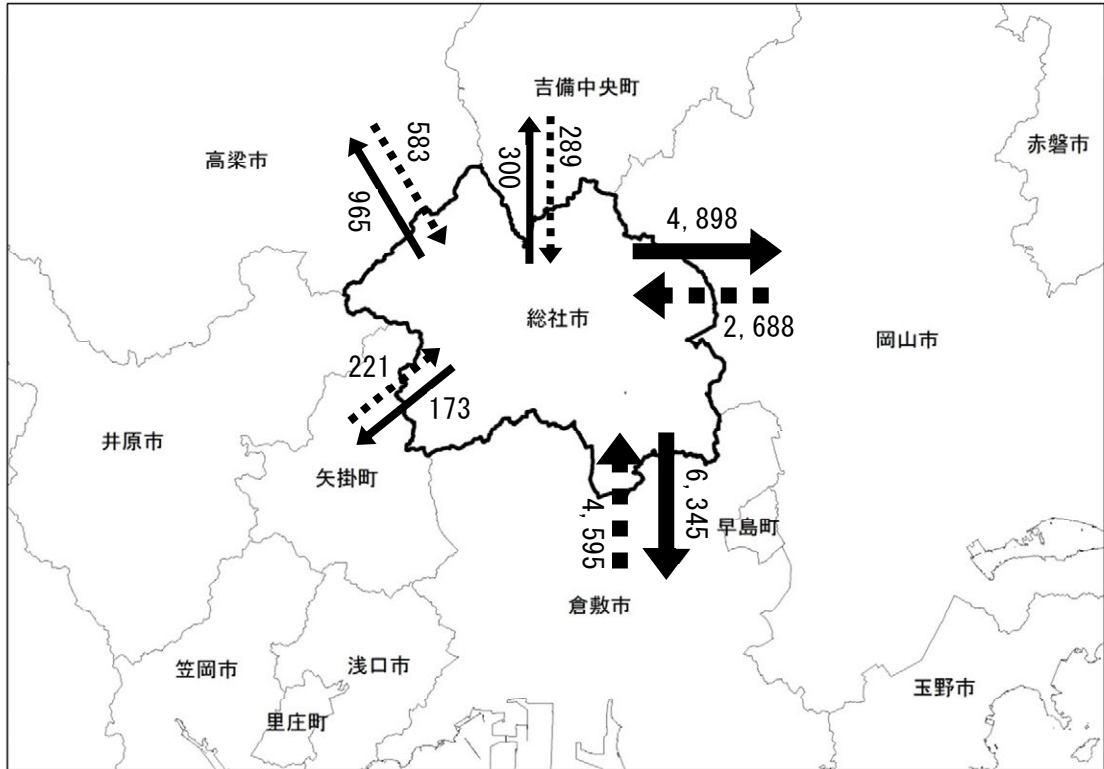 吉備中央町
赤磐市
高梁市
583
965
300
289
4,898
2,688
総社市
岡山市
221
173
井原市
矢掛町
6,345
4,595
早島町
倉敷市
笠岡市
浅口市
里庄町
玉野市